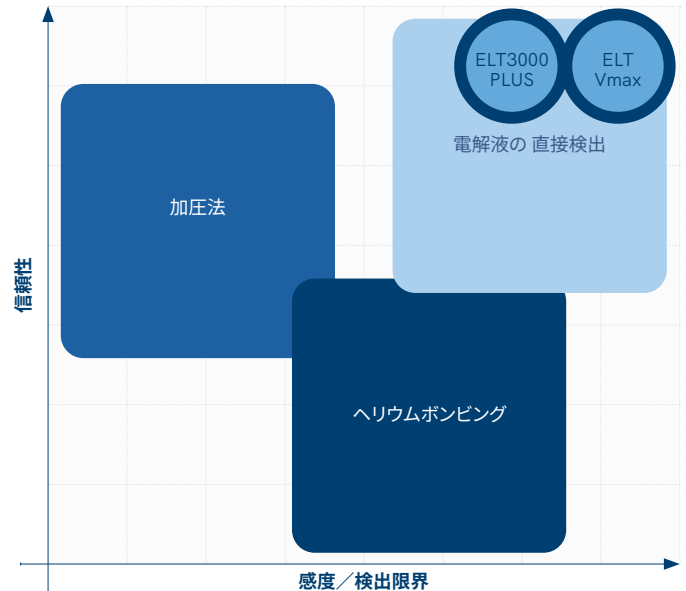 ELT3000
PLUS
ELT
Vmax
電解液の 直接検出
加圧法
信頼性
ヘリウムボンビング
感度／検出限界